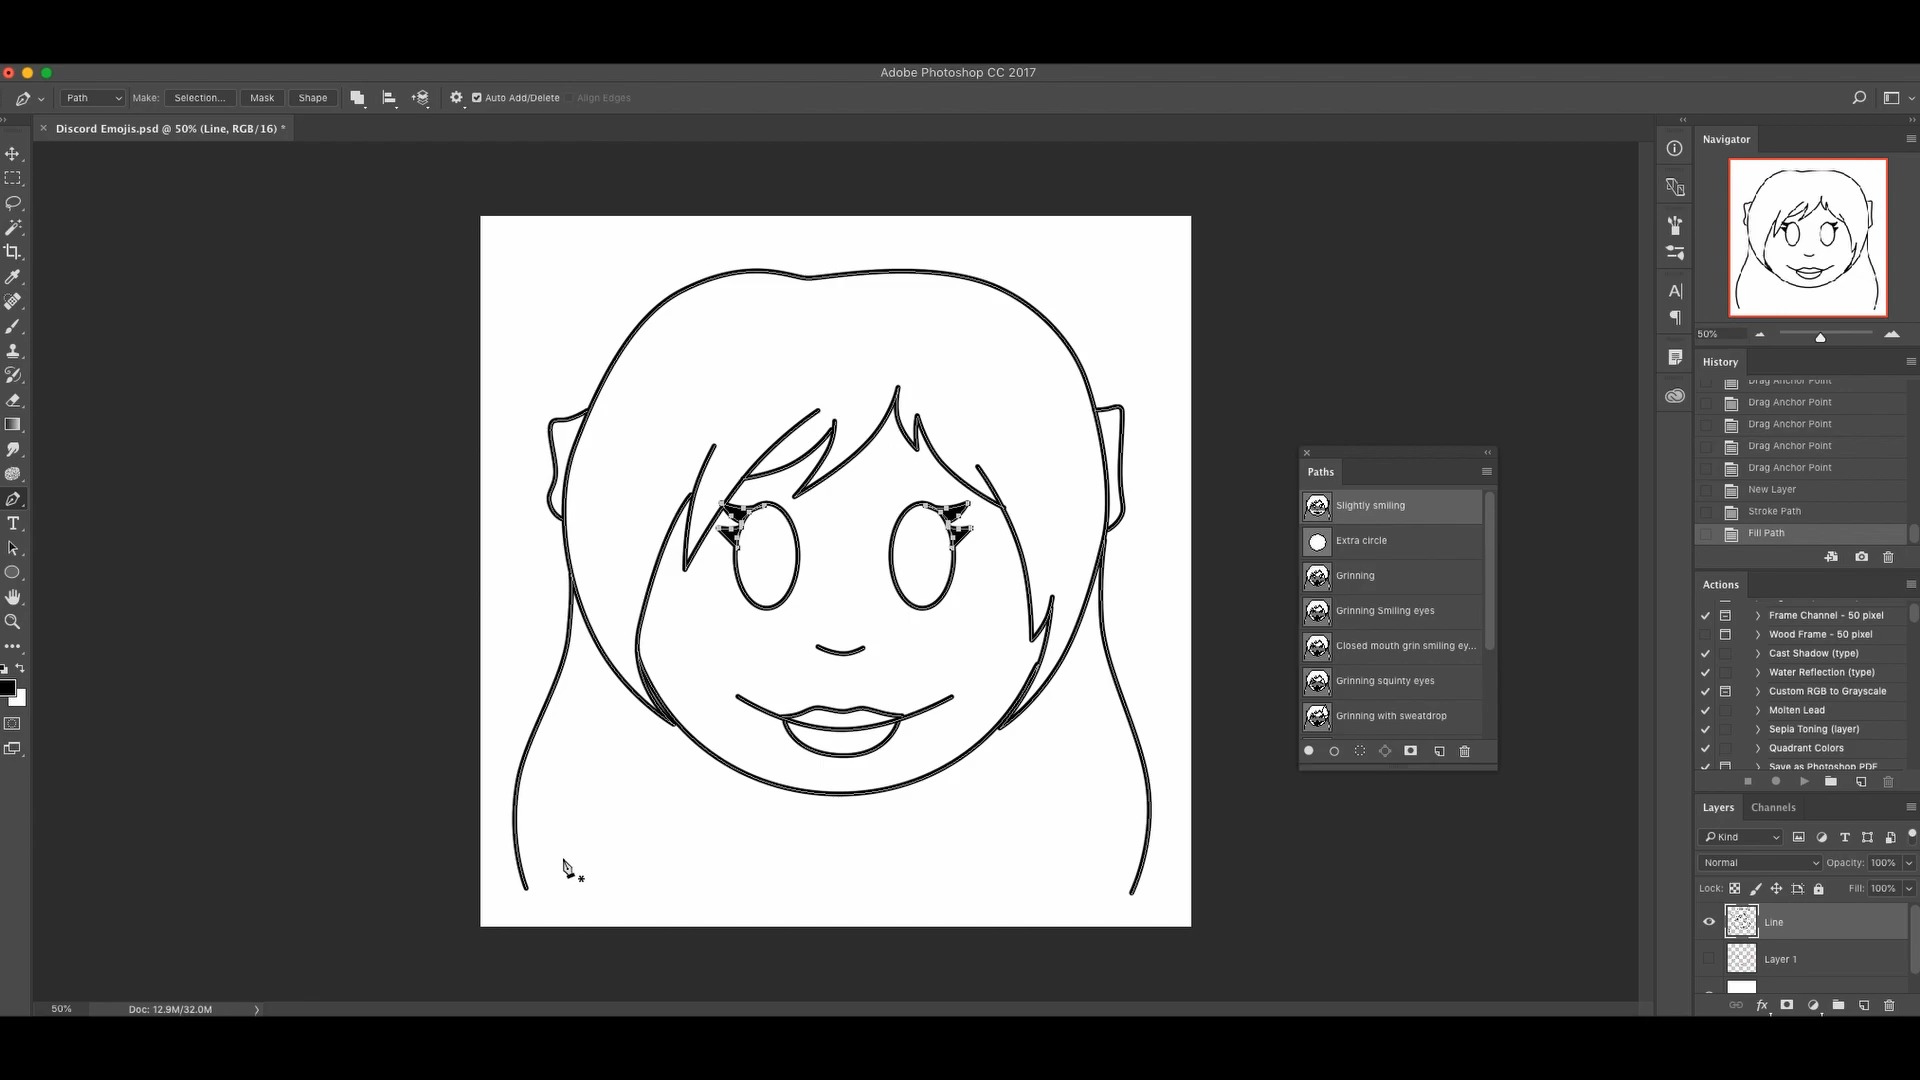 Adobe Photoshop CC 2017
Path
Make:
Selection...
Mask
Shape
Auto Add/Delete
Align Edges
Discord Emojis.psd @ 50% (Line, RGB/16) *
Navigator
50%
History
Drag Anchor Point
Drag Anchor Point
Drag Anchor Point
Drag Anchor Point
Drag Anchor Point
New Layer
Stroke Path
Fill Path
Paths
Slightly smiling
Extra circle
Grinning
Grinning Smiling eyes
Closed mouth grin smiling ey...
Grinning squinty eyes
Grinning with sweatdrop
Actions
Frame Channel - 50 pixel
Wood Frame - 50 pixel
Cast Shadow (type)
Water Reflection (type)
Custom RGB to Grayscale
Molten Lead
Sepia Toning (layer)
Quadrant Colors
Save as Photoshop PDF
Layers
Channels
Kind
Normal
Opacity: 100%
Lock:
Fill: 100%
Line
Layer 1
fx
50%
Doc: 12.9M/32.0M